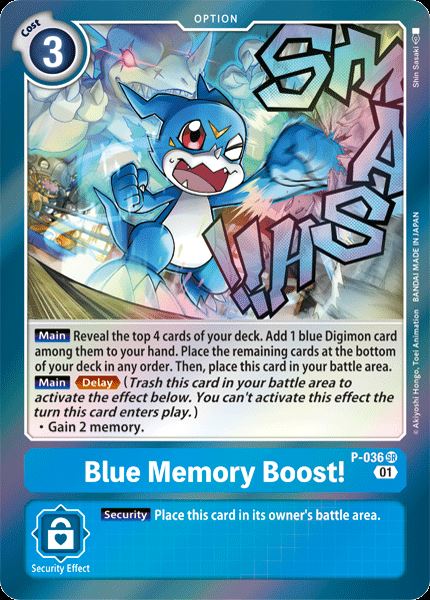 OPTION
Cost
3
SMASH!!!
Shin Sasaki
© Akiyoshi Hongo, Toei Animation BANDAI MADE IN JAPAN
Main Reveal the top 4 cards of your deck. Add 1 blue Digimon card
among them to your hand. Place the remaining cards at the bottom
of your deck in any order. Then, place this card in your battle area.
Main Delay (Trash this card in your battle area to
activate the effect below. You can't activate this effect the
turn this card enters play.)
• Gain 2 memory.
P-036 SR
Blue Memory Boost!
01
Security Place this card in its owner's battle area.
Security Effect